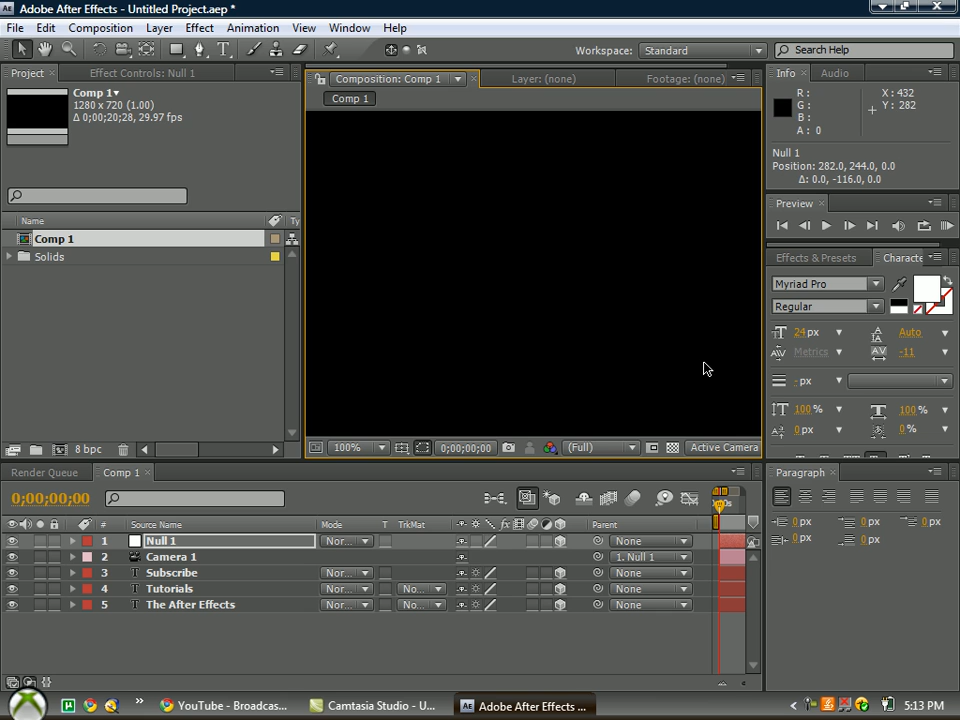 Adobe After Effects - Untitled Project.aep *
File Edit Composition Layer Effect Animation View Window Help
Workspace: Standard
Search Help
Project
Effect Controls: Null 1
Comp 1
1280 x 720 (1.00)
Δ 0;00;20;28, 29.97 fps
Name Ty
Comp 1
Solids
8 bpc
Composition: Comp 1
Layer: (none)
Footage: (none)
Comp 1
100% 0;00;00;00 (Full) Active Camera
Info Audio
R : X : 432
G : Y : 282
B :
A : 0
Null 1
Position: 282.0, 244.0, 0.0
Δ: 0.0, -116.0, 0.0
Preview
Effects & Presets Characte
Myriad Pro
Regular
24 px Auto
Metrics -11
- px
100 % 100 %
0 px 0 %
Render Queue Comp 1
0;00;00;00
# Source Name Mode T TrkMat Parent
1 Null 1 Nor... None
2 Camera 1 1. Null 1
3 Subscribe Nor... None
4 Tutorials Nor... No... None
5 The After Effects Nor... No... None
Paragraph
0 px 0 px 0 px
0 px 0 px
YouTube - Broadcas...
Camtasia Studio - U...
Adobe After Effects ...
5:13 PM